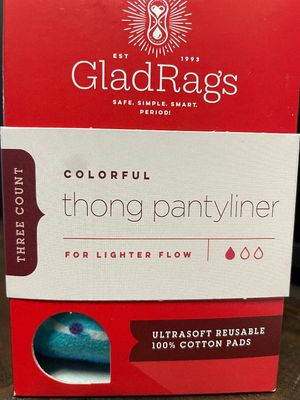 EST 1993
GladRags
SAFE. SIMPLE. SMART.
PERIOD!
THREE COUNT
COLORFUL
thong pantyliner
FOR LIGHTER FLOW
ULTRASOFT REUSABLE
100% COTTON PADS